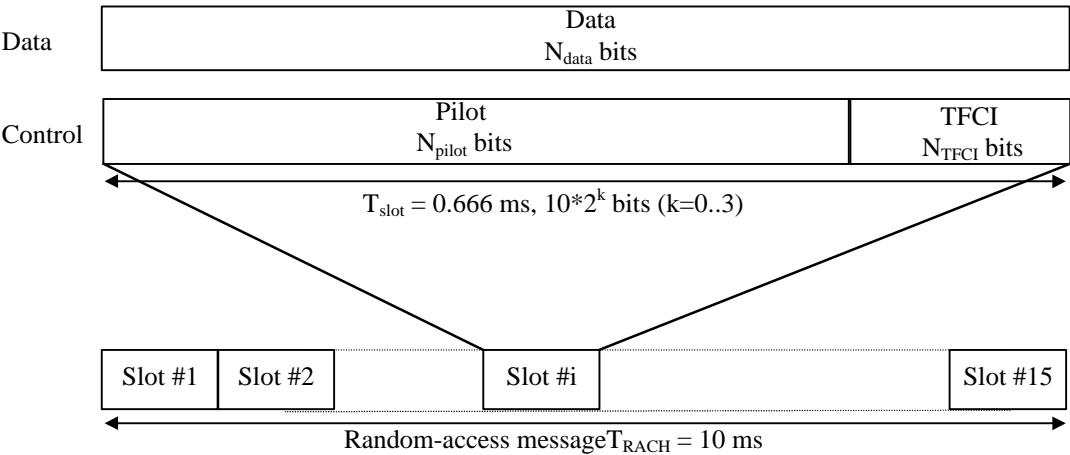 Data
Data
N_data bits
Control
Pilot
N_pilot bits
TFCI
N_TFCI bits
T_slot = 0.666 ms, 10*2^k bits (k=0..3)
Slot #1
Slot #2
Slot #i
Slot #15
Random-access messageT_RACH = 10 ms